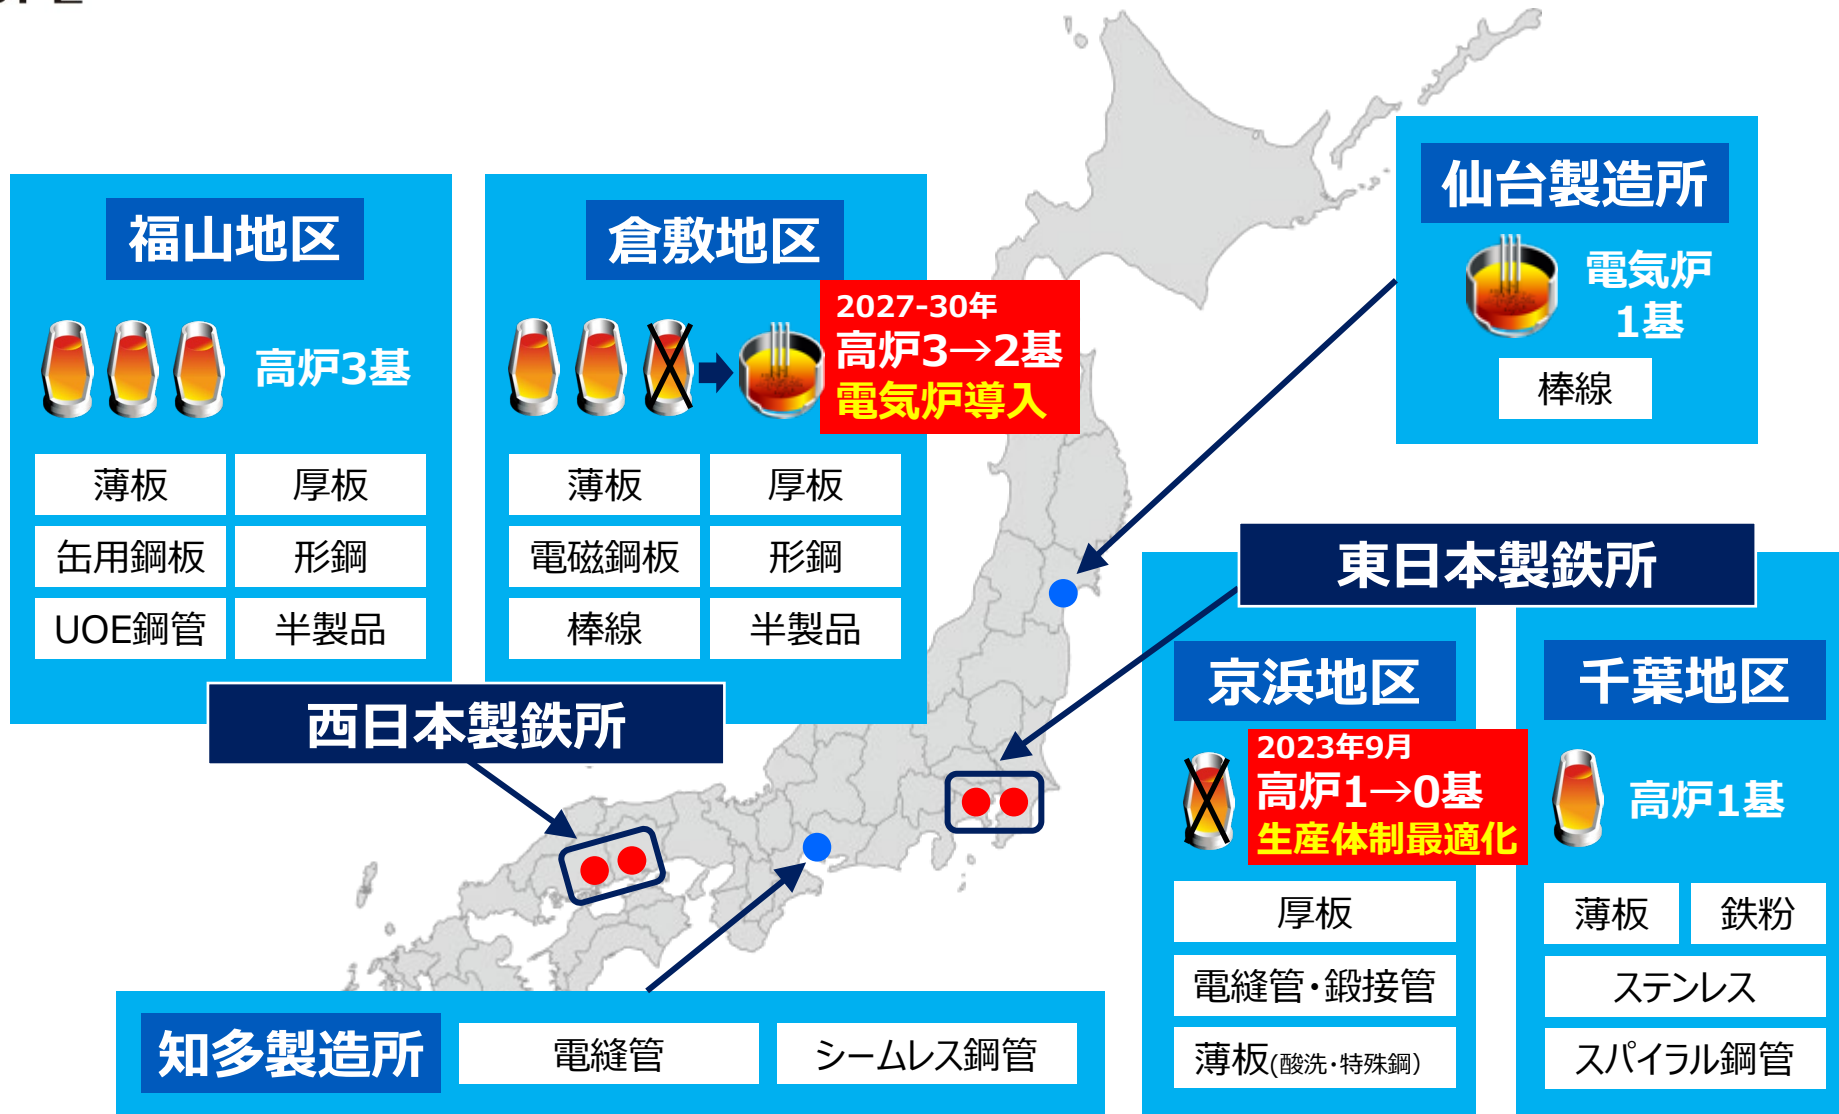 福山地区
高炉3基
薄板
厚板
缶用鋼板
形鋼
UOE鋼管
半製品
倉敷地区
2027-30年
高炉3→2基
電気炉導入
薄板
厚板
電磁鋼板
形鋼
棒線
半製品
西日本製鉄所
仙台製造所
電気炉
1基
棒線
東日本製鉄所
京浜地区
2023年9月
高炉1→0基
生産体制最適化
厚板
電縫管・鍛接管
薄板(酸洗・特殊鋼)
千葉地区
高炉1基
薄板
鉄粉
ステンレス
スパイラル鋼管
知多製造所
電縫管
シームレス鋼管